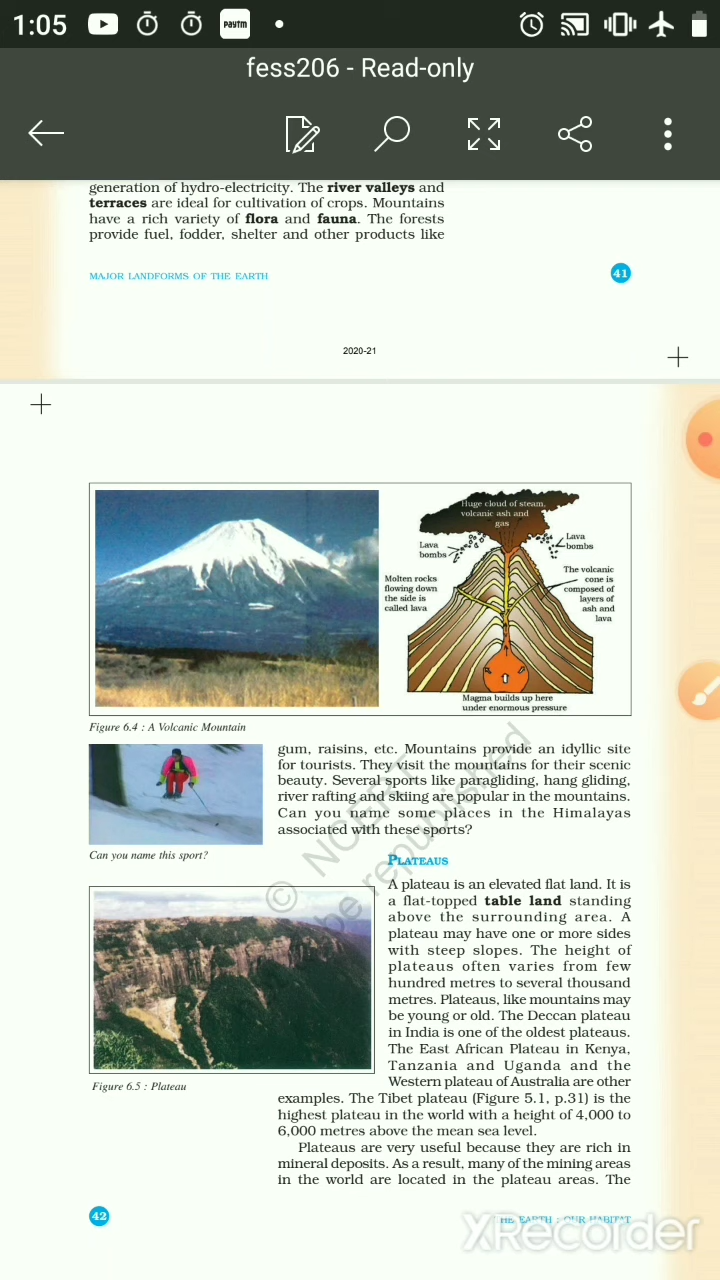 1:05
paytm
fess206 - Read-only
generation of hydro-electricity. The river valleys and
terraces are ideal for cultivation of crops. Mountains
have a rich variety of flora and fauna. The forests
provide fuel, fodder, shelter and other products like
MAJOR LANDFORMS OF THE EARTH
41
2020-21
Huge cloud of steam,
volcanic ash and
gas
Lava
bombs
Lava
bombs
Molten rocks
flowing down
the side is
called lava
The volcanic
cone is
composed of
layers of
ash and
lava
Magma builds up here
under enormous pressure
Figure 6.4 : A Volcanic Mountain
gum, raisins, etc. Mountains provide an idyllic site
for tourists. They visit the mountains for their scenic
beauty. Several sports like paragliding, hang gliding,
river rafting and skiing are popular in the mountains.
Can you name some places in the Himalayas
associated with these sports?
Can you name this sport?
PLATEAUS
A plateau is an elevated flat land. It is
a flat-topped table land standing
above the surrounding area. A
plateau may have one or more sides
with steep slopes. The height of
plateaus often varies from few
hundred metres to several thousand
metres. Plateaus, like mountains may
be young or old. The Deccan plateau
in India is one of the oldest plateaus.
The East African Plateau in Kenya,
Tanzania and Uganda and the
Western plateau of Australia are other
Figure 6.5 : Plateau
examples. The Tibet plateau (Figure 5.1, p.31) is the
highest plateau in the world with a height of 4,000 to
6,000 metres above the mean sea level.
Plateaus are very useful because they are rich in
mineral deposits. As a result, many of the mining areas
in the world are located in the plateau areas. The
© NCERT
be republished
42
THE EARTH : OUR HABITAT
XRecorder